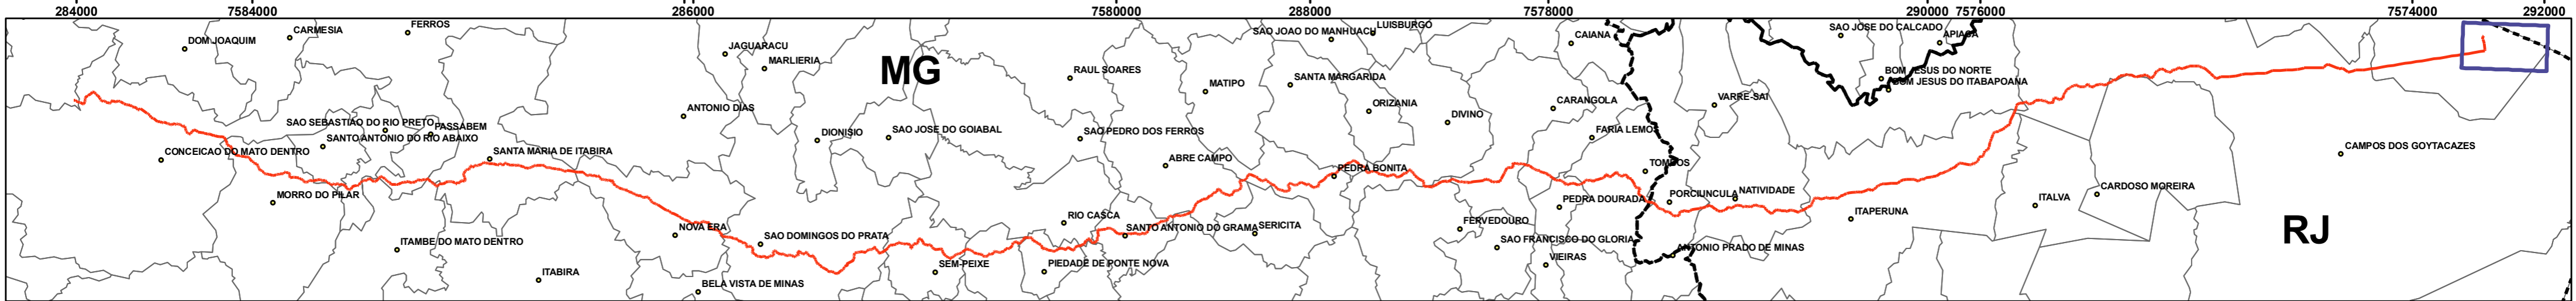 284000 7584000 286000 7580000 288000 7578000 290000 7576000 7574000 292000
DOM JOAQUIM
CARMESIA
FERROS
JAGUARACU
MARLIERIA
MG
RAUL SOARES
MATIPO
SAO JOAO DO MANHUACU
LUISBURGO
SANTA MARGARIDA
ORIZANIA
DIVINO
CAIANA
CARANGOLA
FARIA LEMOS
VARRE-SAI
SAO JOSE DO CALCADO
APIACA
BOM JESUS DO NORTE
BOM JESUS DO ITABAPOANA
ANTONIO DIAS
DIONISIO
SAO JOSE DO GOIABAL
SAO PEDRO DOS FERROS
ABRE CAMPO
SAO SEBASTIAO DO RIO PRETO
PASSABEM
SANTO ANTONIO DO RIO ABAIXO
CONCEICAO DO MATO DENTRO
SANTA MARIA DE ITABIRA
MORRO DO PILAR
PEDRA BONITA
TOMBOS
CAMPOS DOS GOYTACAZES
PEDRA DOURADA
PORCIUNCULA
NATIVIDADE
ITAPERUNA
ITALVA
CARDOSO MOREIRA
RJ
NOVA ERA
SAO DOMINGOS DO PRATA
RIO CASCA
SANTO ANTONIO DO GRAMA
SERICITA
FERVEDOURO
SAO FRANCISCO DO GLORIA
ANTONIO PRADO DE MINAS
VIEIRAS
ITAMBE DO MATO DENTRO
ITABIRA
BELA VISTA DE MINAS
SEM-PEIXE
PIEDADE DE PONTE NOVA